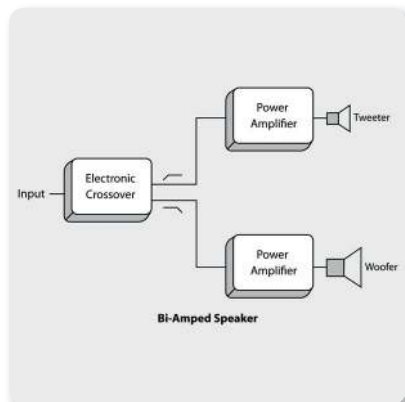 Power
Amplifier
Tweeter
Electronic
Crossover
Input
Power
Amplifier
Woofer
Bi-Amped Speaker